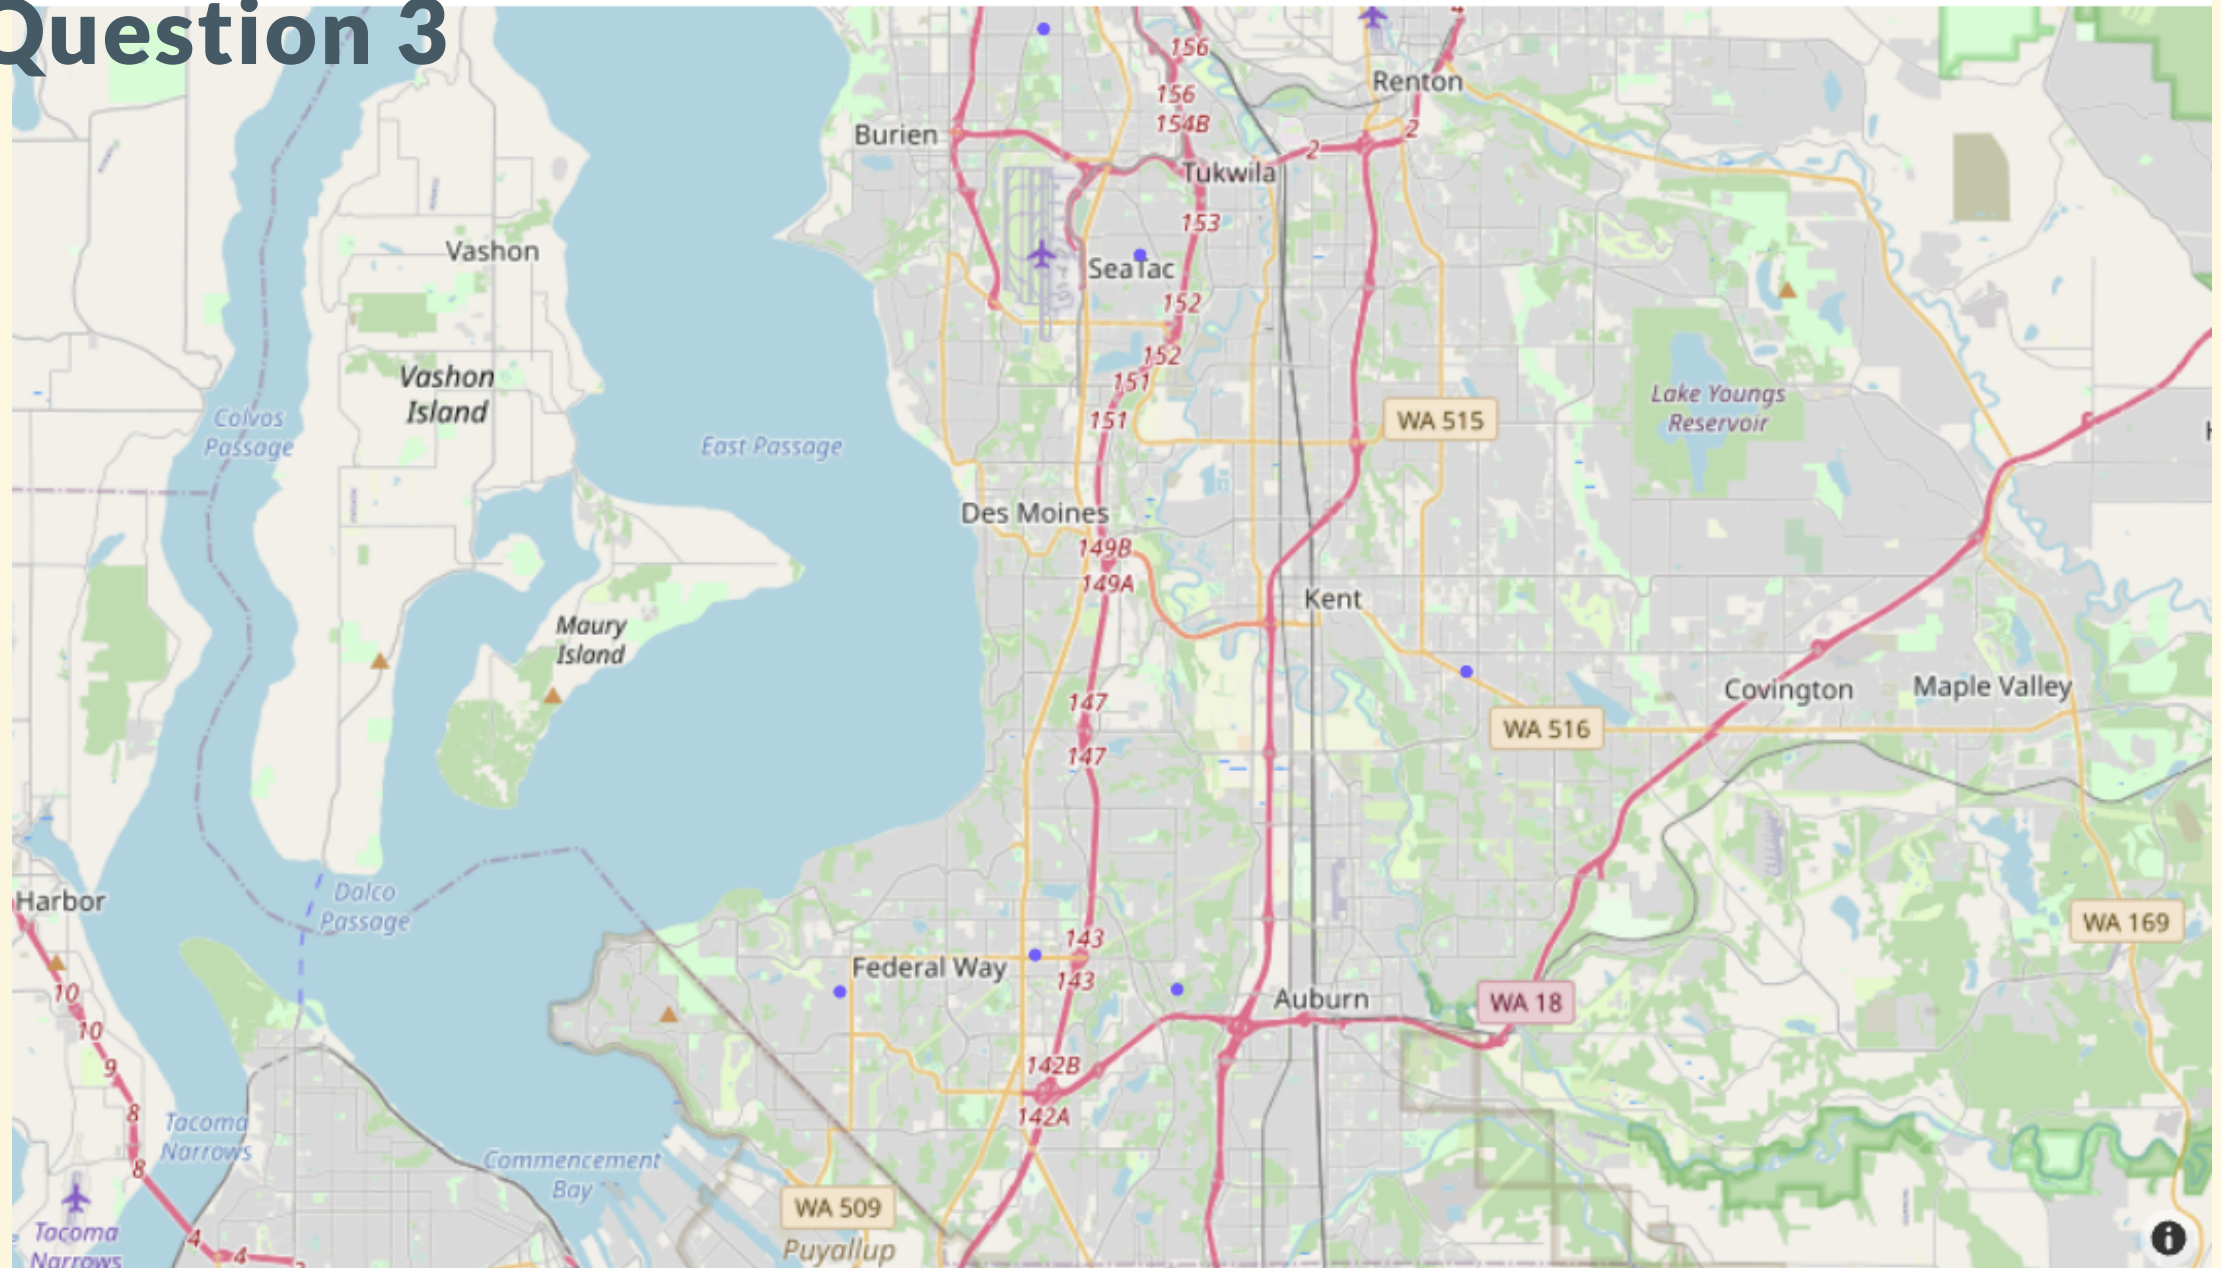 Question 3
4
156
Renton
156
154B
Burien
2
2
Tukwila
153
Vashon
SeaTac
152
152
Vashon
Island
151
Lake Youngs
Reservoir
Colvos
Passage
151
WA 515
H
East Passage
Des Moines
149B
149A
Kent
Maury
Island
147
Covington
Maple Valley
WA 516
147
Harbor
Dalco
Passage
WA 169
143
Federal Way
143
10
Auburn
WA 18
10
9
142B
8
142A
Tacoma
Narrows
8
Commencement
Bay
WA 509
Tacoma
Narrows
4
4
Puyallup
i